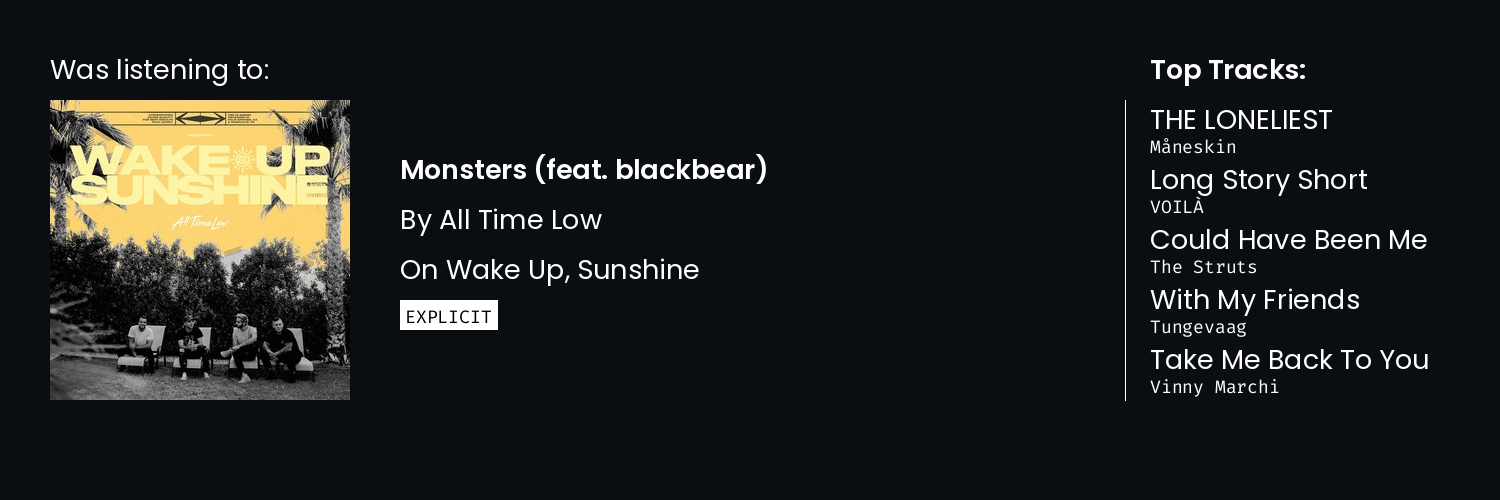 Was listening to:
WAKE UP
SUNSHINE
All Time Low
Monsters (feat. blackbear)
By All Time Low
On Wake Up, Sunshine
EXPLICIT
Top Tracks:
THE LONELIEST
Måneskin
Long Story Short
VOILÀ
Could Have Been Me
The Struts
With My Friends
Tungevaag
Take Me Back To You
Vinny Marchi